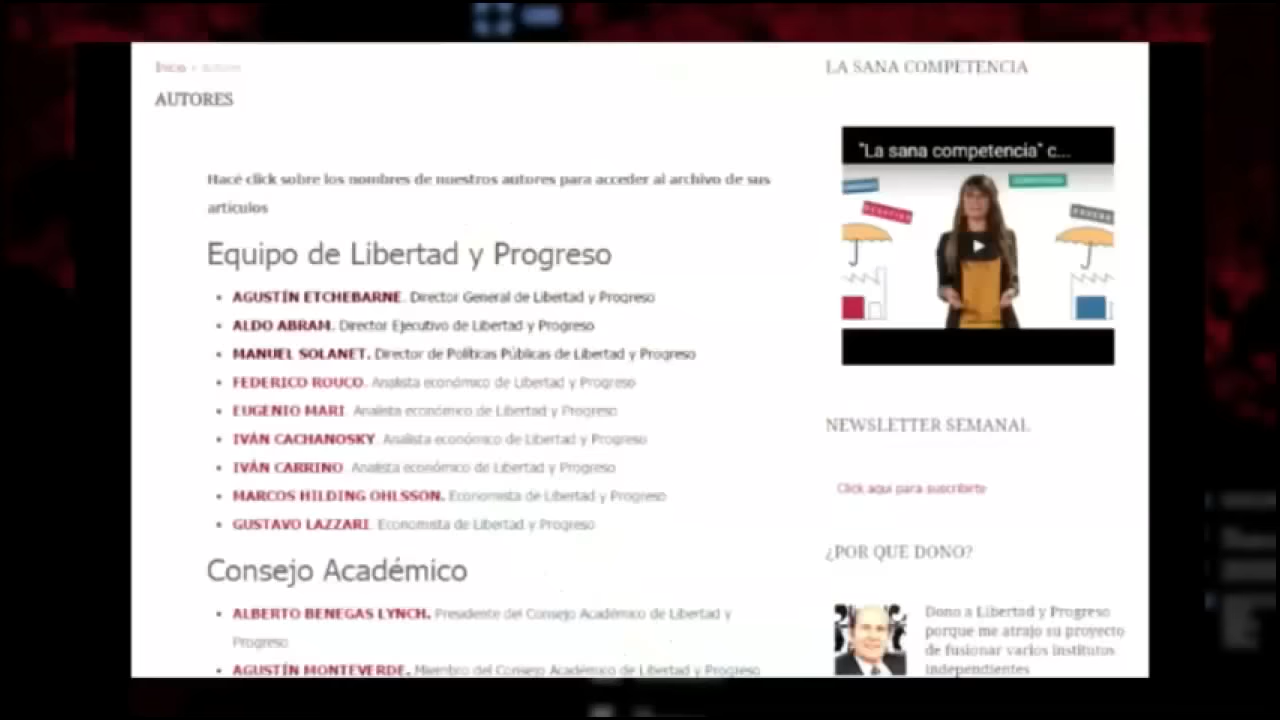 Inicio » Autores
AUTORES
Hacé click sobre los nombres de nuestros autores para acceder al archivo de sus
artículos
Equipo de Libertad y Progreso
AGUSTÍN ETCHEBARNE. Director General de Libertad y Progreso
ALDO ABRAM. Director Ejecutivo de Libertad y Progreso
MANUEL SOLANET. Director de Políticas Públicas de Libertad y Progreso
FEDERICO ROUCO. Analista económico de Libertad y Progreso
EUGENIO MARI. Analista económico de Libertad y Progreso
IVÁN CACHANOSKY. Analista económico de Libertad y Progreso
IVÁN CARRINO. Analista económico de Libertad y Progreso
MARCOS HILDING OHLSSON. Economista de Libertad y Progreso
GUSTAVO LAZZARI. Economista de Libertad y Progreso
Consejo Académico
ALBERTO BENEGAS LYNCH. Presidente del Consejo Académico de Libertad y
Progreso
AGUSTÍN MONTEVERDE. Miembro del Consejo Académico de Libertad y Progreso
LA SANA COMPETENCIA
"La sana competencia" c...
DESAFIOS
PRUEBA
NEWSLETTER SEMANAL
Click aqui para suscribirte
¿POR QUE DONO?
Dono a Libertad y Progreso
porque me atrajo su proyecto
de fusionar varios institutos
independientes